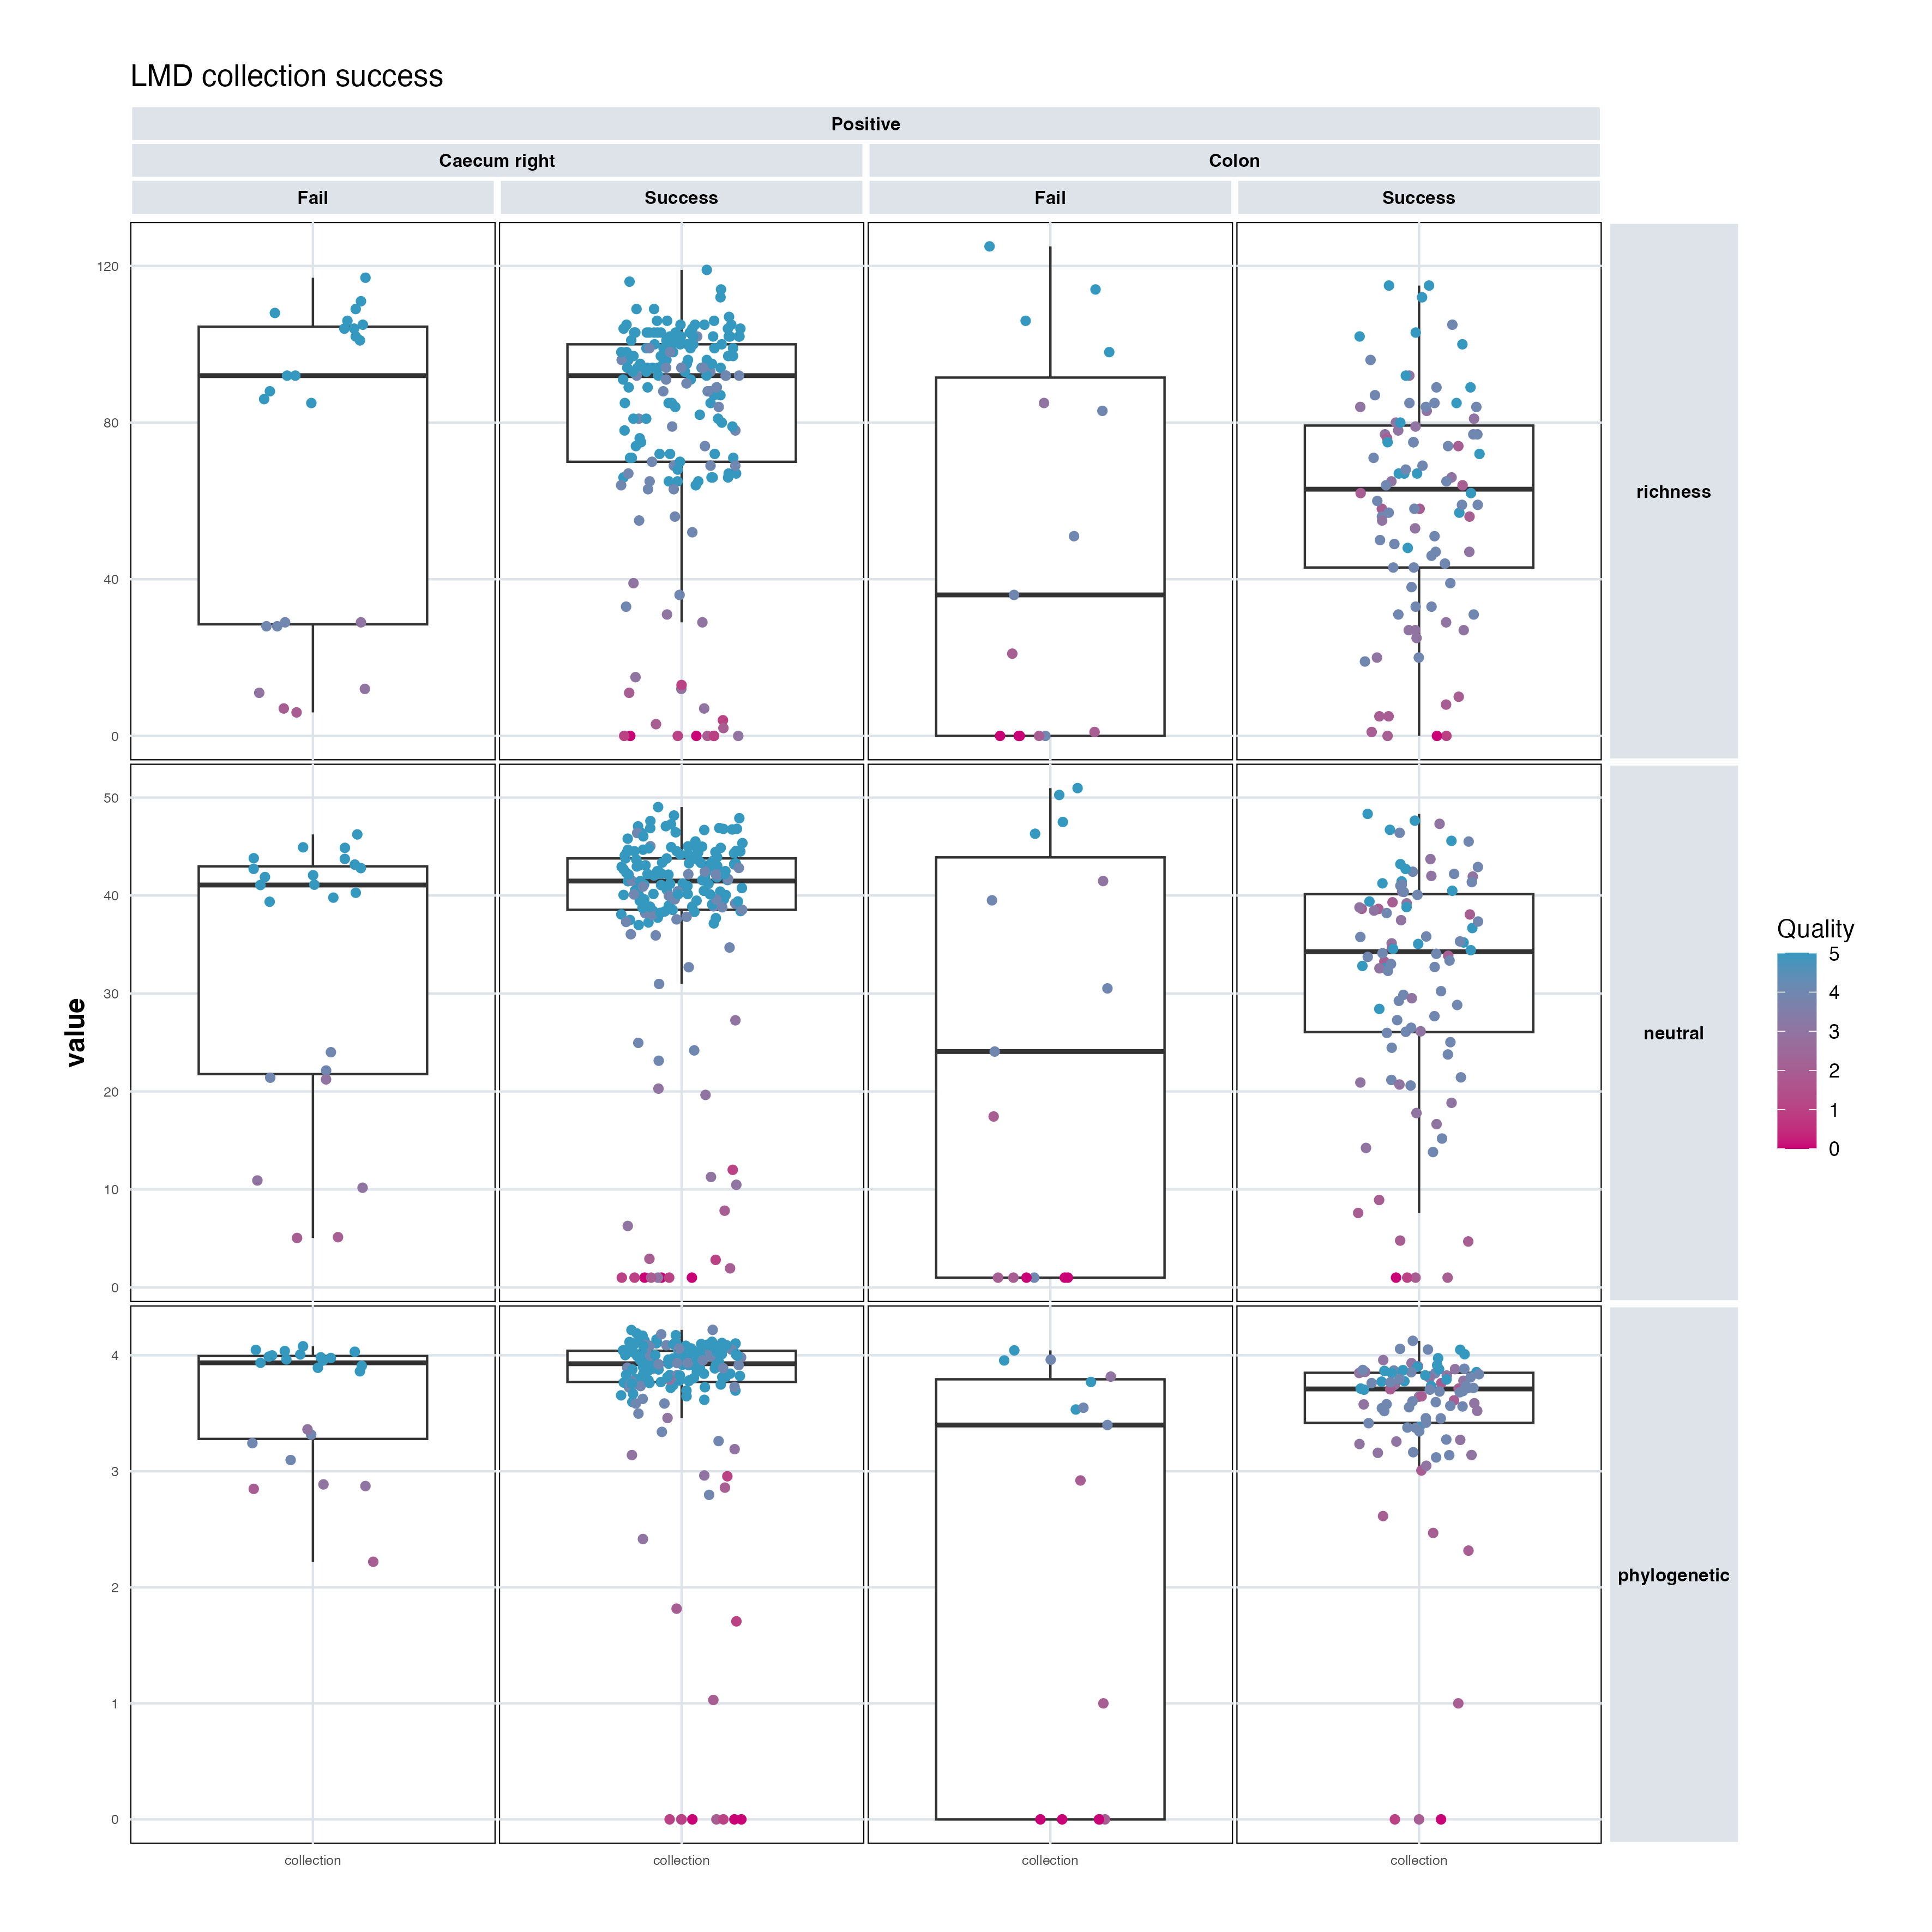 LMD collection success
Positive
Caecum right
Colon
Fail
Success
Fail
Success
120
80
40
0
richness
50
40
30
20
10
0
neutral
4
3
2
1
0
phylogenetic
value
collection
collection
collection
collection
Quality
5
4
3
2
1
0